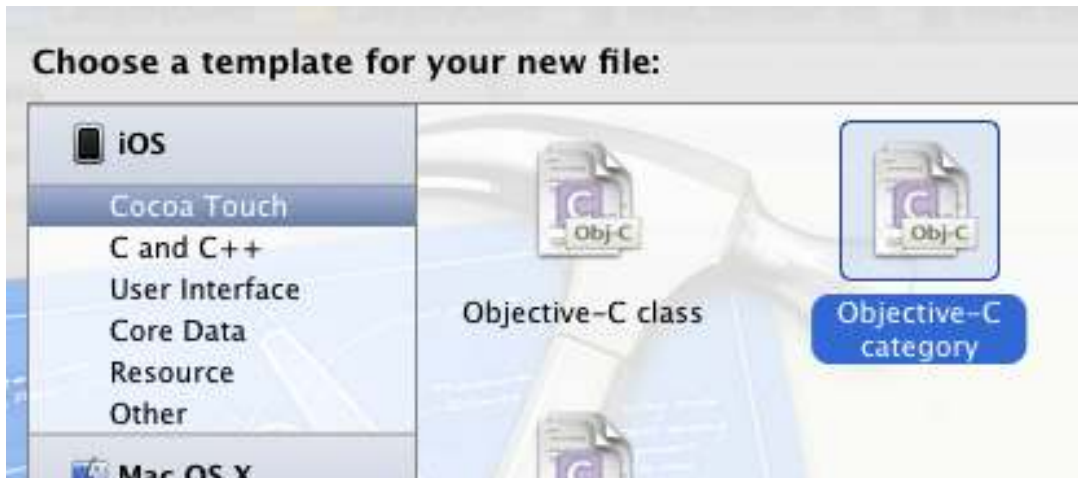 Choose a template for your new file:
iOS
Cocoa Touch
C and C++
User Interface
Core Data
Resource
Other
Mac OS X
C
Obj-C
Objective-C class
C
Obj-C
Objective-C
category
C